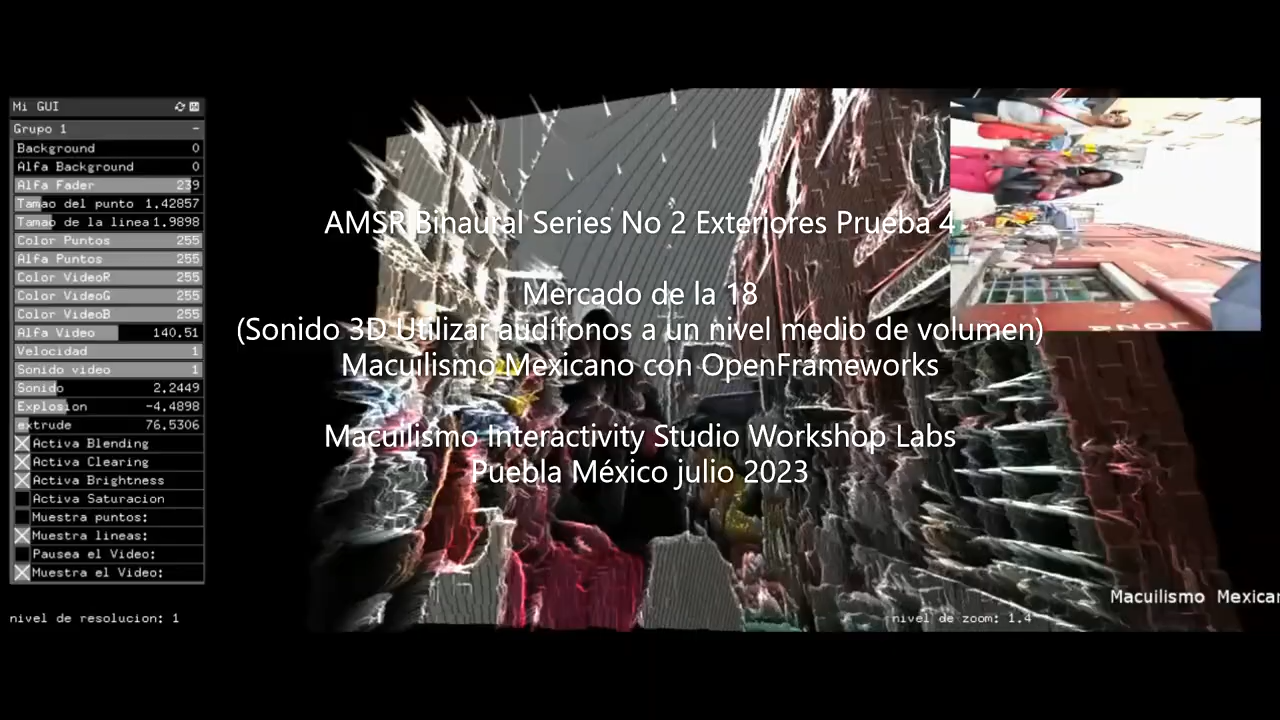 Mi GUI
Grupo 1 -
Background 0
Alfa Background 0
Alfa Fader 239
Tamao del punto 1.42857
Tamao de la linea 1.9898
Color Puntos 255
Alfa Puntos 255
Color VideoR 255
Color VideoG 255
Color VideoB 255
Alfa Video 140.51
Velocidad 1
Sonido video 1
Sonido 2.2449
Explosion -4.4898
extrude 76.5306
Activa Blending
Activa Clearing
Activa Brightness
Activa Saturacion
Muestra puntos:
Muestra lineas:
Pausea el Video:
Muestra el Video:
nivel de resolucion: 1
AMSR Binaural Series No 2 Exteriores Prueba 4
Mercado de la 18
(Sonido 3D Utilizar audífonos a un nivel medio de volumen)
Macuilismo Mexicano con OpenFrameworks
Macuilismo Interactivity Studio Workshop Labs
Puebla México julio 2023
Macuilismo Mexican
nivel de zoom: 1.4